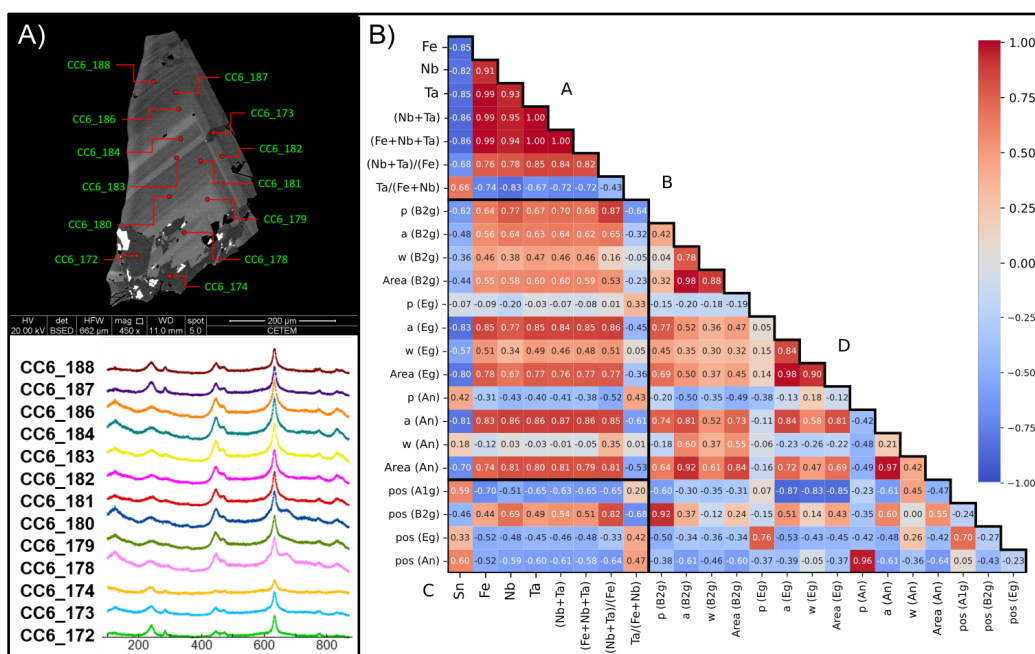 A)
CC6_188
CC6_187
CC6_186
CC6_173
CC6_184
CC6_182
CC6_183
CC6_181
CC6_180
CC6_179
CC6_172
CC6_178
CC6_174
HV det HFW mag WD spot 200 µm
20.00 kV BSED 662 µm 450 x 11.0 mm 5.0 CETEM
CC6_188
CC6_187
CC6_186
CC6_184
CC6_183
CC6_182
CC6_181
CC6_180
CC6_179
CC6_178
CC6_174
CC6_173
CC6_172
200 400 600 800
B)
A
B
D
C
Fe -0.85
Nb -0.82 0.91
Ta -0.85 0.99 0.93
(Nb+Ta) -0.86 0.99 0.95 1.00
(Fe+Nb+Ta) -0.86 0.99 0.94 1.00 1.00
(Nb+Ta)/(Fe) -0.68 0.76 0.78 0.85 0.84 0.82
Ta/(Fe+Nb) 0.66 -0.74 -0.83 -0.67 -0.72 -0.72 -0.43
p (B2g) -0.62 0.64 0.77 0.67 0.70 0.68 0.87 -0.64
a (B2g) -0.48 0.56 0.64 0.62 0.64 0.62 0.65 -0.32 0.42
w (B2g) -0.36 0.46 0.38 0.47 0.46 0.46 0.16 -0.05 0.04 0.78
Area (B2g) -0.44 0.55 0.58 0.60 0.60 0.59 0.53 -0.23 0.32 0.98 0.88
p (Eg) -0.07 -0.09 -0.20 -0.03 -0.07 -0.08 0.01 0.33 -0.15 -0.20 -0.18 -0.19
a (Eg) -0.83 0.85 0.77 0.85 0.84 0.85 0.86 -0.45 0.77 0.52 0.36 0.47 0.05
w (Eg) -0.57 0.51 0.34 0.49 0.46 0.48 0.51 0.05 0.45 0.35 0.30 0.32 0.15 0.84
Area (Eg) -0.80 0.78 0.67 0.77 0.76 0.77 0.77 -0.36 0.69 0.50 0.37 0.45 0.14 0.98 0.90
p (An) 0.42 -0.31 -0.43 -0.40 -0.41 -0.38 -0.52 0.43 -0.20 -0.50 -0.35 -0.49 -0.38 -0.11 0.18 -0.12
a (An) -0.81 0.83 0.86 0.86 0.87 0.86 0.85 -0.61 0.74 0.81 0.52 0.73 -0.11 0.84 0.58 0.81 -0.48
w (An) 0.18 -0.12 0.03 -0.03 -0.01 -0.05 0.35 0.01 -0.18 0.60 0.37 0.55 -0.06 -0.23 -0.26 -0.22 -0.42 0.21
Area (An) -0.70 0.74 0.81 0.80 0.81 0.79 0.81 -0.53 0.64 0.92 0.61 0.84 -0.16 0.72 0.47 0.69 -0.49 0.97 0.42
pos (A1g) 0.59 -0.70 -0.51 -0.65 -0.63 -0.65 -0.65 0.20 -0.60 -0.30 -0.35 -0.31 0.07 -0.87 -0.83 -0.85 -0.23 -0.61 0.45 -0.47
pos (B2g) -0.46 0.44 0.69 0.49 0.54 0.51 0.82 -0.68 0.92 0.37 -0.12 0.24 -0.15 0.51 0.14 0.43 -0.35 0.60 0.00 0.55 -0.24
pos (Eg) 0.33 -0.52 -0.48 -0.45 -0.46 -0.48 -0.33 0.42 -0.50 -0.34 -0.36 -0.34 0.76 -0.53 -0.43 -0.45 -0.22 -0.48 0.26 -0.42 0.70 -0.27
pos (An) 0.60 -0.52 -0.59 -0.60 -0.61 -0.58 -0.64 0.47 -0.38 -0.61 -0.46 -0.60 -0.36 -0.41 -0.05 -0.37 0.96 -0.61 -0.36 -0.64 0.05 -0.43 -0.23
Sn Fe Nb Ta (Nb+Ta) (Fe+Nb+Ta) (Nb+Ta)/(Fe) Ta/(Fe+Nb) p (B2g) a (B2g) w (B2g) Area (B2g) p (Eg) a (Eg) w (Eg) Area (Eg) p (An) a (An) w (An) Area (An) pos (A1g) pos (B2g) pos (Eg)
1.00
0.75
0.50
0.25
0.00
−0.25
−0.50
−0.75
−1.00